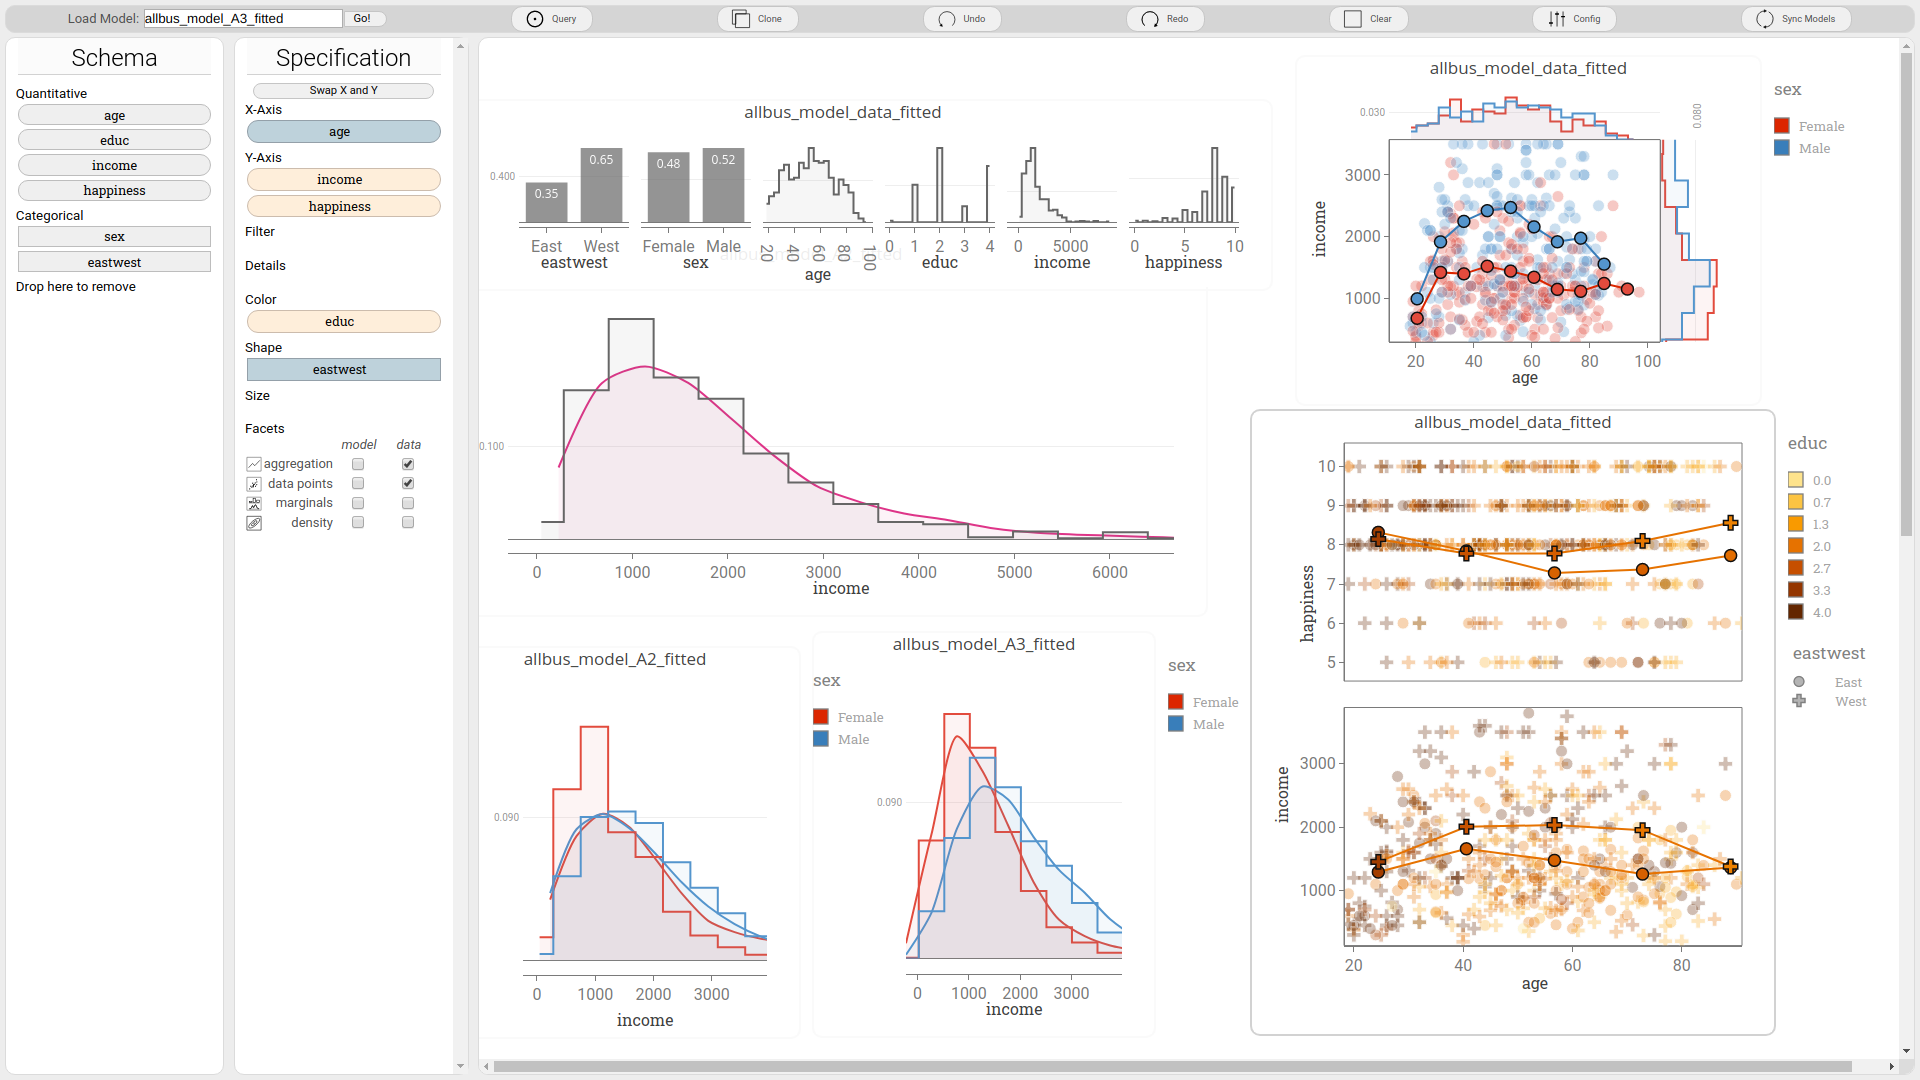 Load Model: allbus_model_A3_fitted Go! Query Clone Undo Redo Clear Config Sync Models
Schema
Quantitative
age
educ
income
happiness
Categorical
sex
eastwest
Drop here to remove
Specification
Swap X and Y
X-Axis
age
Y-Axis
income
happiness
Filter
Details
Color
educ
Shape
eastwest
Size
Facets
model data
aggregation
data points
marginals
density
allbus_model_data_fitted
0.400
0.35 0.65 0.48 0.52
East West Female Male 20 40 60 80 100 0 1 2 3 4 0 5000 0 5 10
eastwest sex age educ income happiness
0.100
0 1000 2000 3000 4000 5000 6000
income
allbus_model_A2_fitted
0.090
0 1000 2000 3000
income
sex
Female
Male
allbus_model_A3_fitted
0.090
0 1000 2000 3000
income
sex
Female
Male
allbus_model_data_fitted
0.030
0.080
3000
2000
1000
income
20 40 60 80 100
age
sex
Female
Male
allbus_model_data_fitted
10
9
8
7
6
5
happiness
3000
2000
1000
income
20 40 60 80
age
educ
0.0
0.7
1.3
2.0
2.7
3.3
4.0
eastwest
East
West